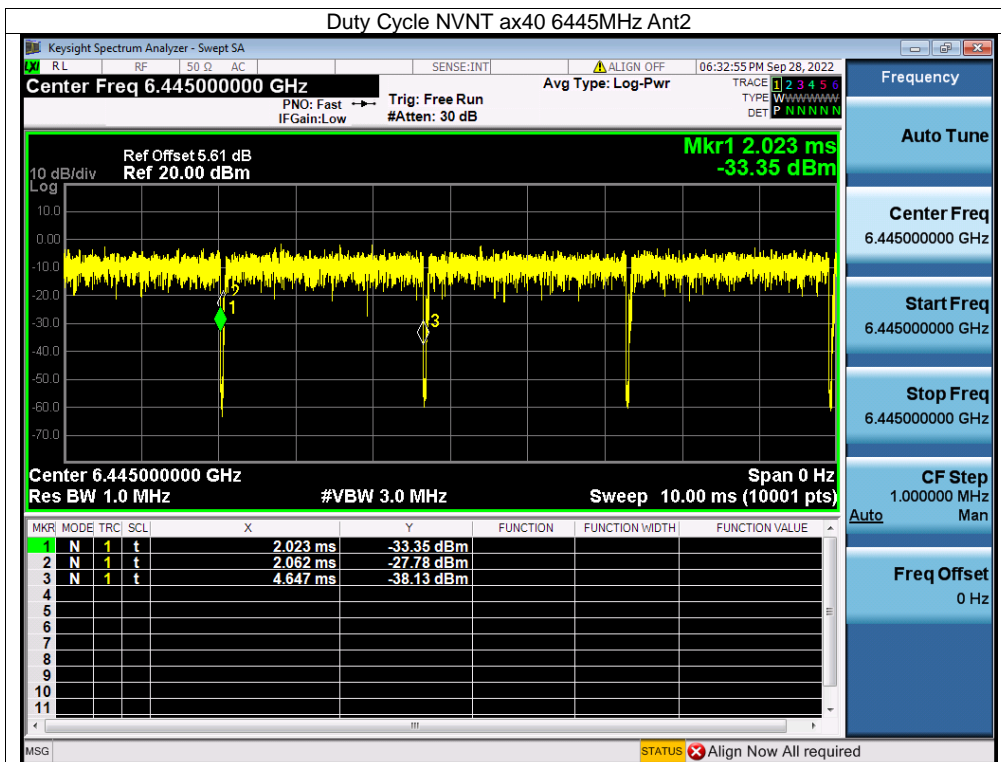 Duty Cycle NVNT ax40 6445MHz Ant2
Keysight Spectrum Analyzer - Swept SA
LXI RL RF 50 Ω AC SENSE:INT ALIGN OFF 06:32:55 PM Sep 28, 2022
Center Freq 6.445000000 GHz
PNO: Fast
IFGain:Low
Trig: Free Run
#Atten: 30 dB
Avg Type: Log-Pwr
TRACE 1 2 3 4 5 6
TYPE WWWWWW
DET P N N N N N
Ref Offset 5.61 dB
10 dB/div Ref 20.00 dBm
Log
Mkr1 2.023 ms
-33.35 dBm
10.0
0.00
-10.0
-20.0
-30.0
-40.0
-50.0
-60.0
-70.0
2
1
3
Center 6.445000000 GHz Span 0 Hz
Res BW 1.0 MHz #VBW 3.0 MHz Sweep 10.00 ms (10001 pts)
MKR MODE TRC SCL X Y FUNCTION FUNCTION WIDTH FUNCTION VALUE
1 N 1 t 2.023 ms -33.35 dBm
2 N 1 t 2.062 ms -27.78 dBm
3 N 1 t 4.647 ms -38.13 dBm
4
5
6
7
8
9
10
11
MSG STATUS Align Now All required
Frequency
Auto Tune
Center Freq
6.445000000 GHz
Start Freq
6.445000000 GHz
Stop Freq
6.445000000 GHz
CF Step
1.000000 MHz
Auto Man
Freq Offset
0 Hz